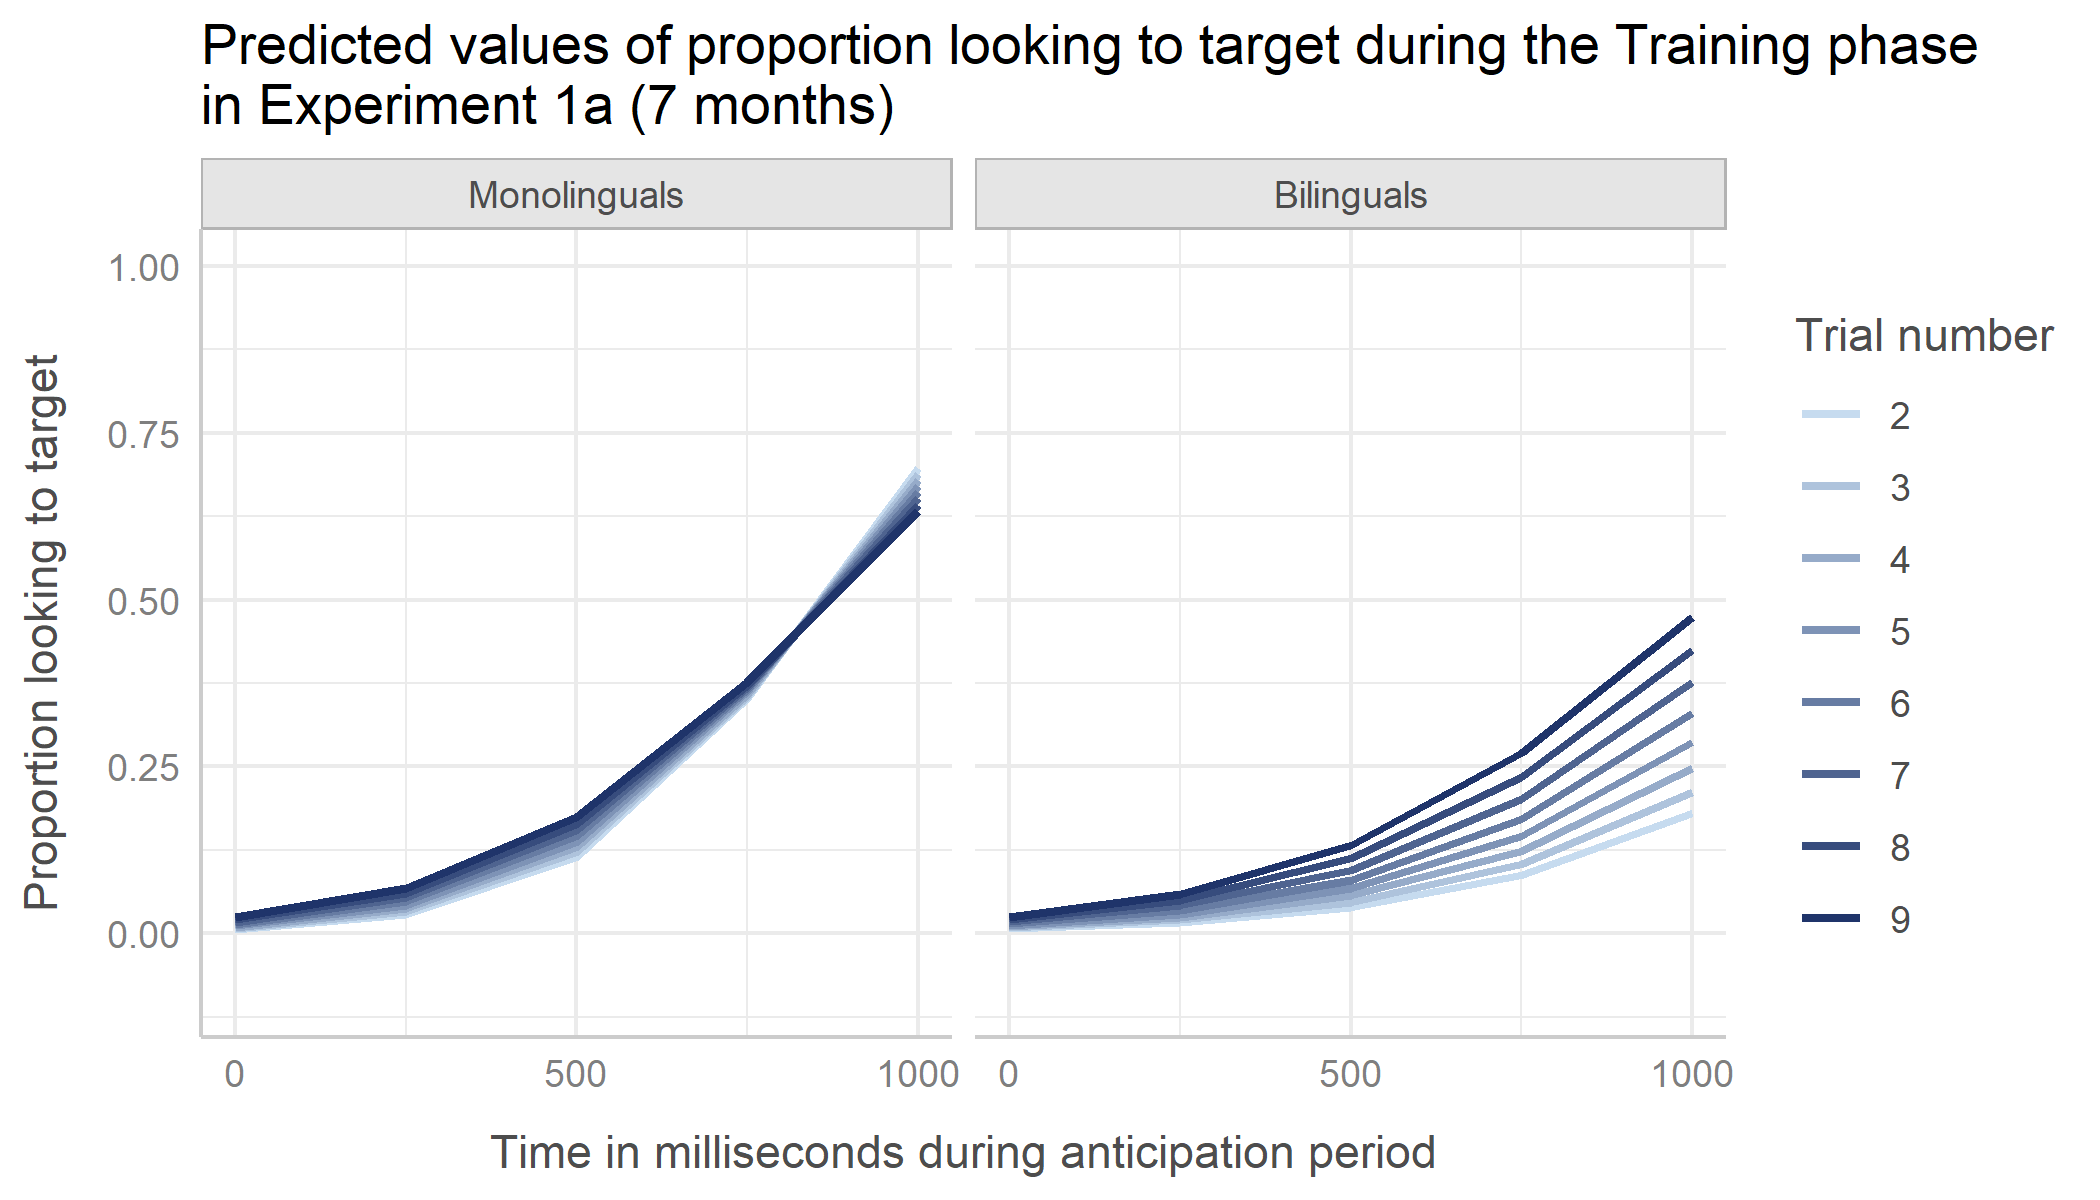 Predicted values of proportion looking to target during the Training phase
in Experiment 1a (7 months)
Monolinguals
Bilinguals
1.00
0.75
0.50
0.25
0.00
Proportion looking to target
0
500
1000
0
500
1000
Time in milliseconds during anticipation period
Trial number
2
3
4
5
6
7
8
9